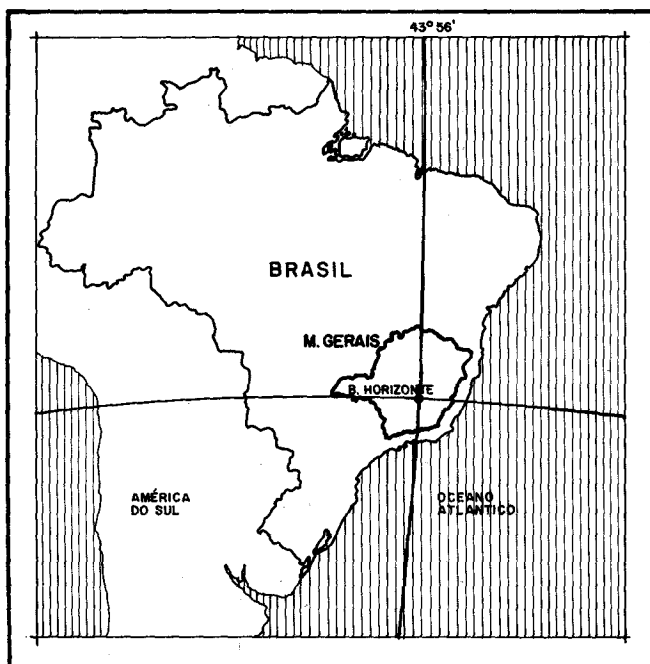 43° 56'
BRASIL
M. GERAIS
B. HORIZONTE
AMÉRICA
DO SUL
OCEANO
ATLANTICO